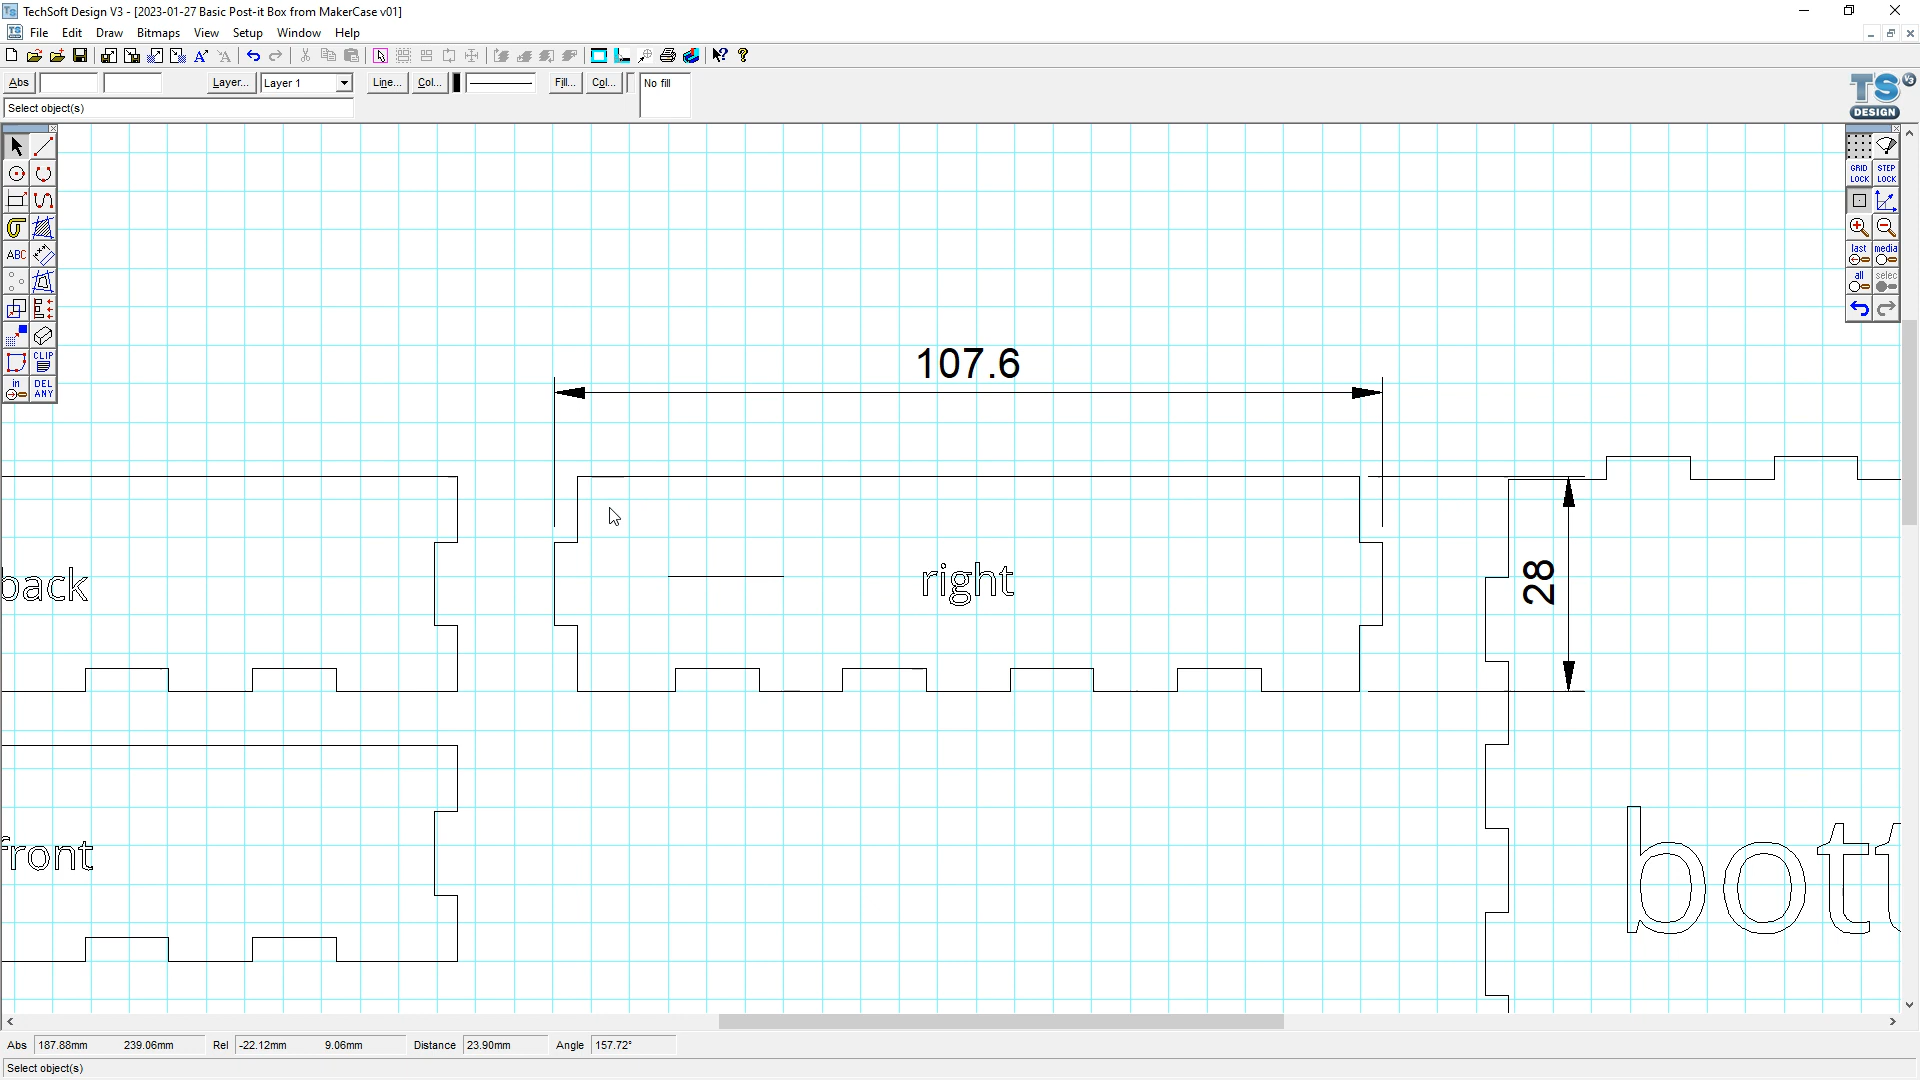 TechSoft Design V3 - [2023-01-27 Basic Post-it Box from MakerCase v01]
File Edit Draw Bitmaps View Setup Window Help
Abs Layer... Layer 1 Line... Col... Fill... Col... No fill
Select object(s)
TS V3
DESIGN
GRID LOCK STEP LOCK
last media
all selec
ABC
CLIP
in DEL ANY
107.6
back
right
28
front
bott
Abs 187.88mm 239.06mm Rel -22.12mm 9.06mm Distance 23.90mm Angle 157.72°
Select object(s)